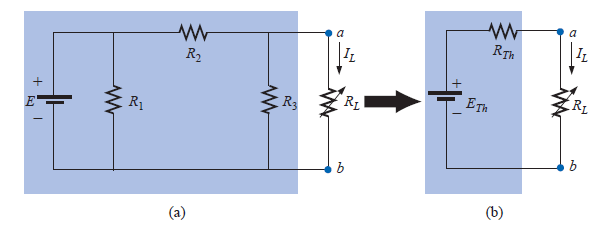 a
R2
IL
+
E
−
R1
R3
RL
b
(a)
a
RTh
IL
+
ETh
−
RL
b
(b)